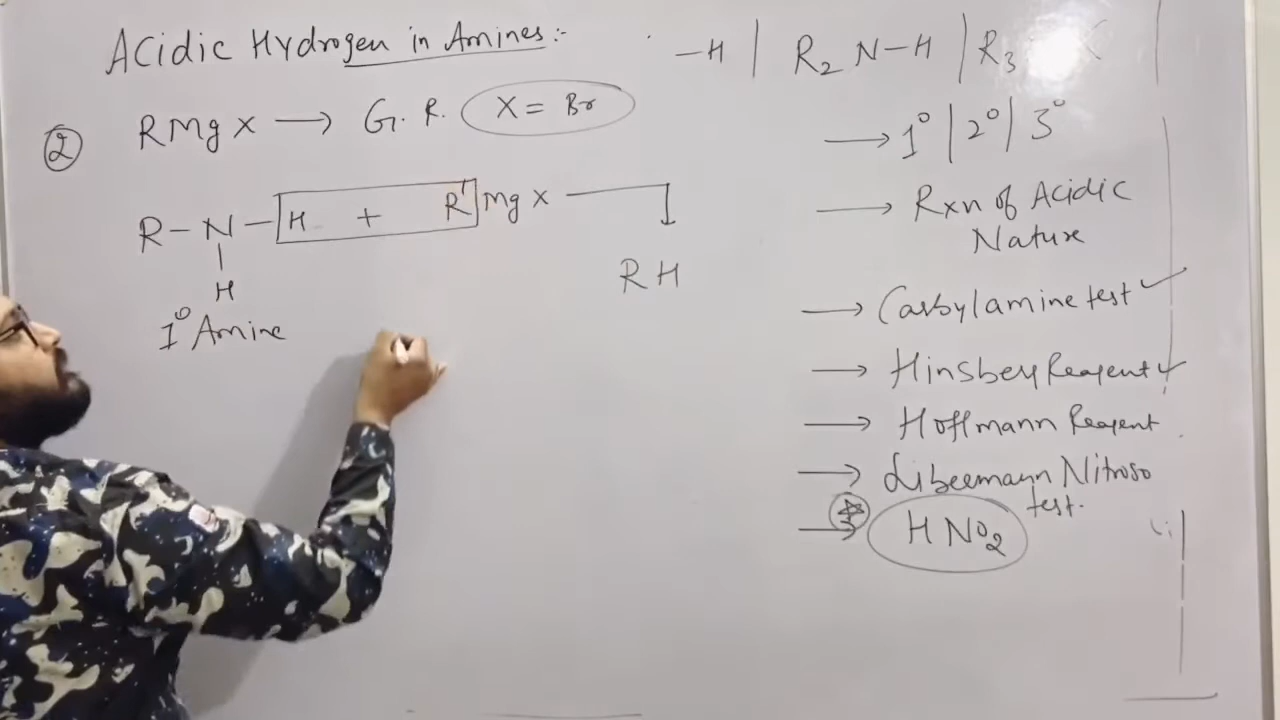 Acidic Hydrogen in Amines:-
② RMgX → G.R. X = Br
R-N-H + R' Mgx
H
1° Amine
RH
-H | R2 N-H | R3
→ 1° | 2° | 3°
→ Rxn of Acidic
Nature
→ Carbylamine test ✓
→ Hinsberg Reagent ✓
→ Hoffmann Reagent
→ Libeemann Nitroso
test.
→ HNO2